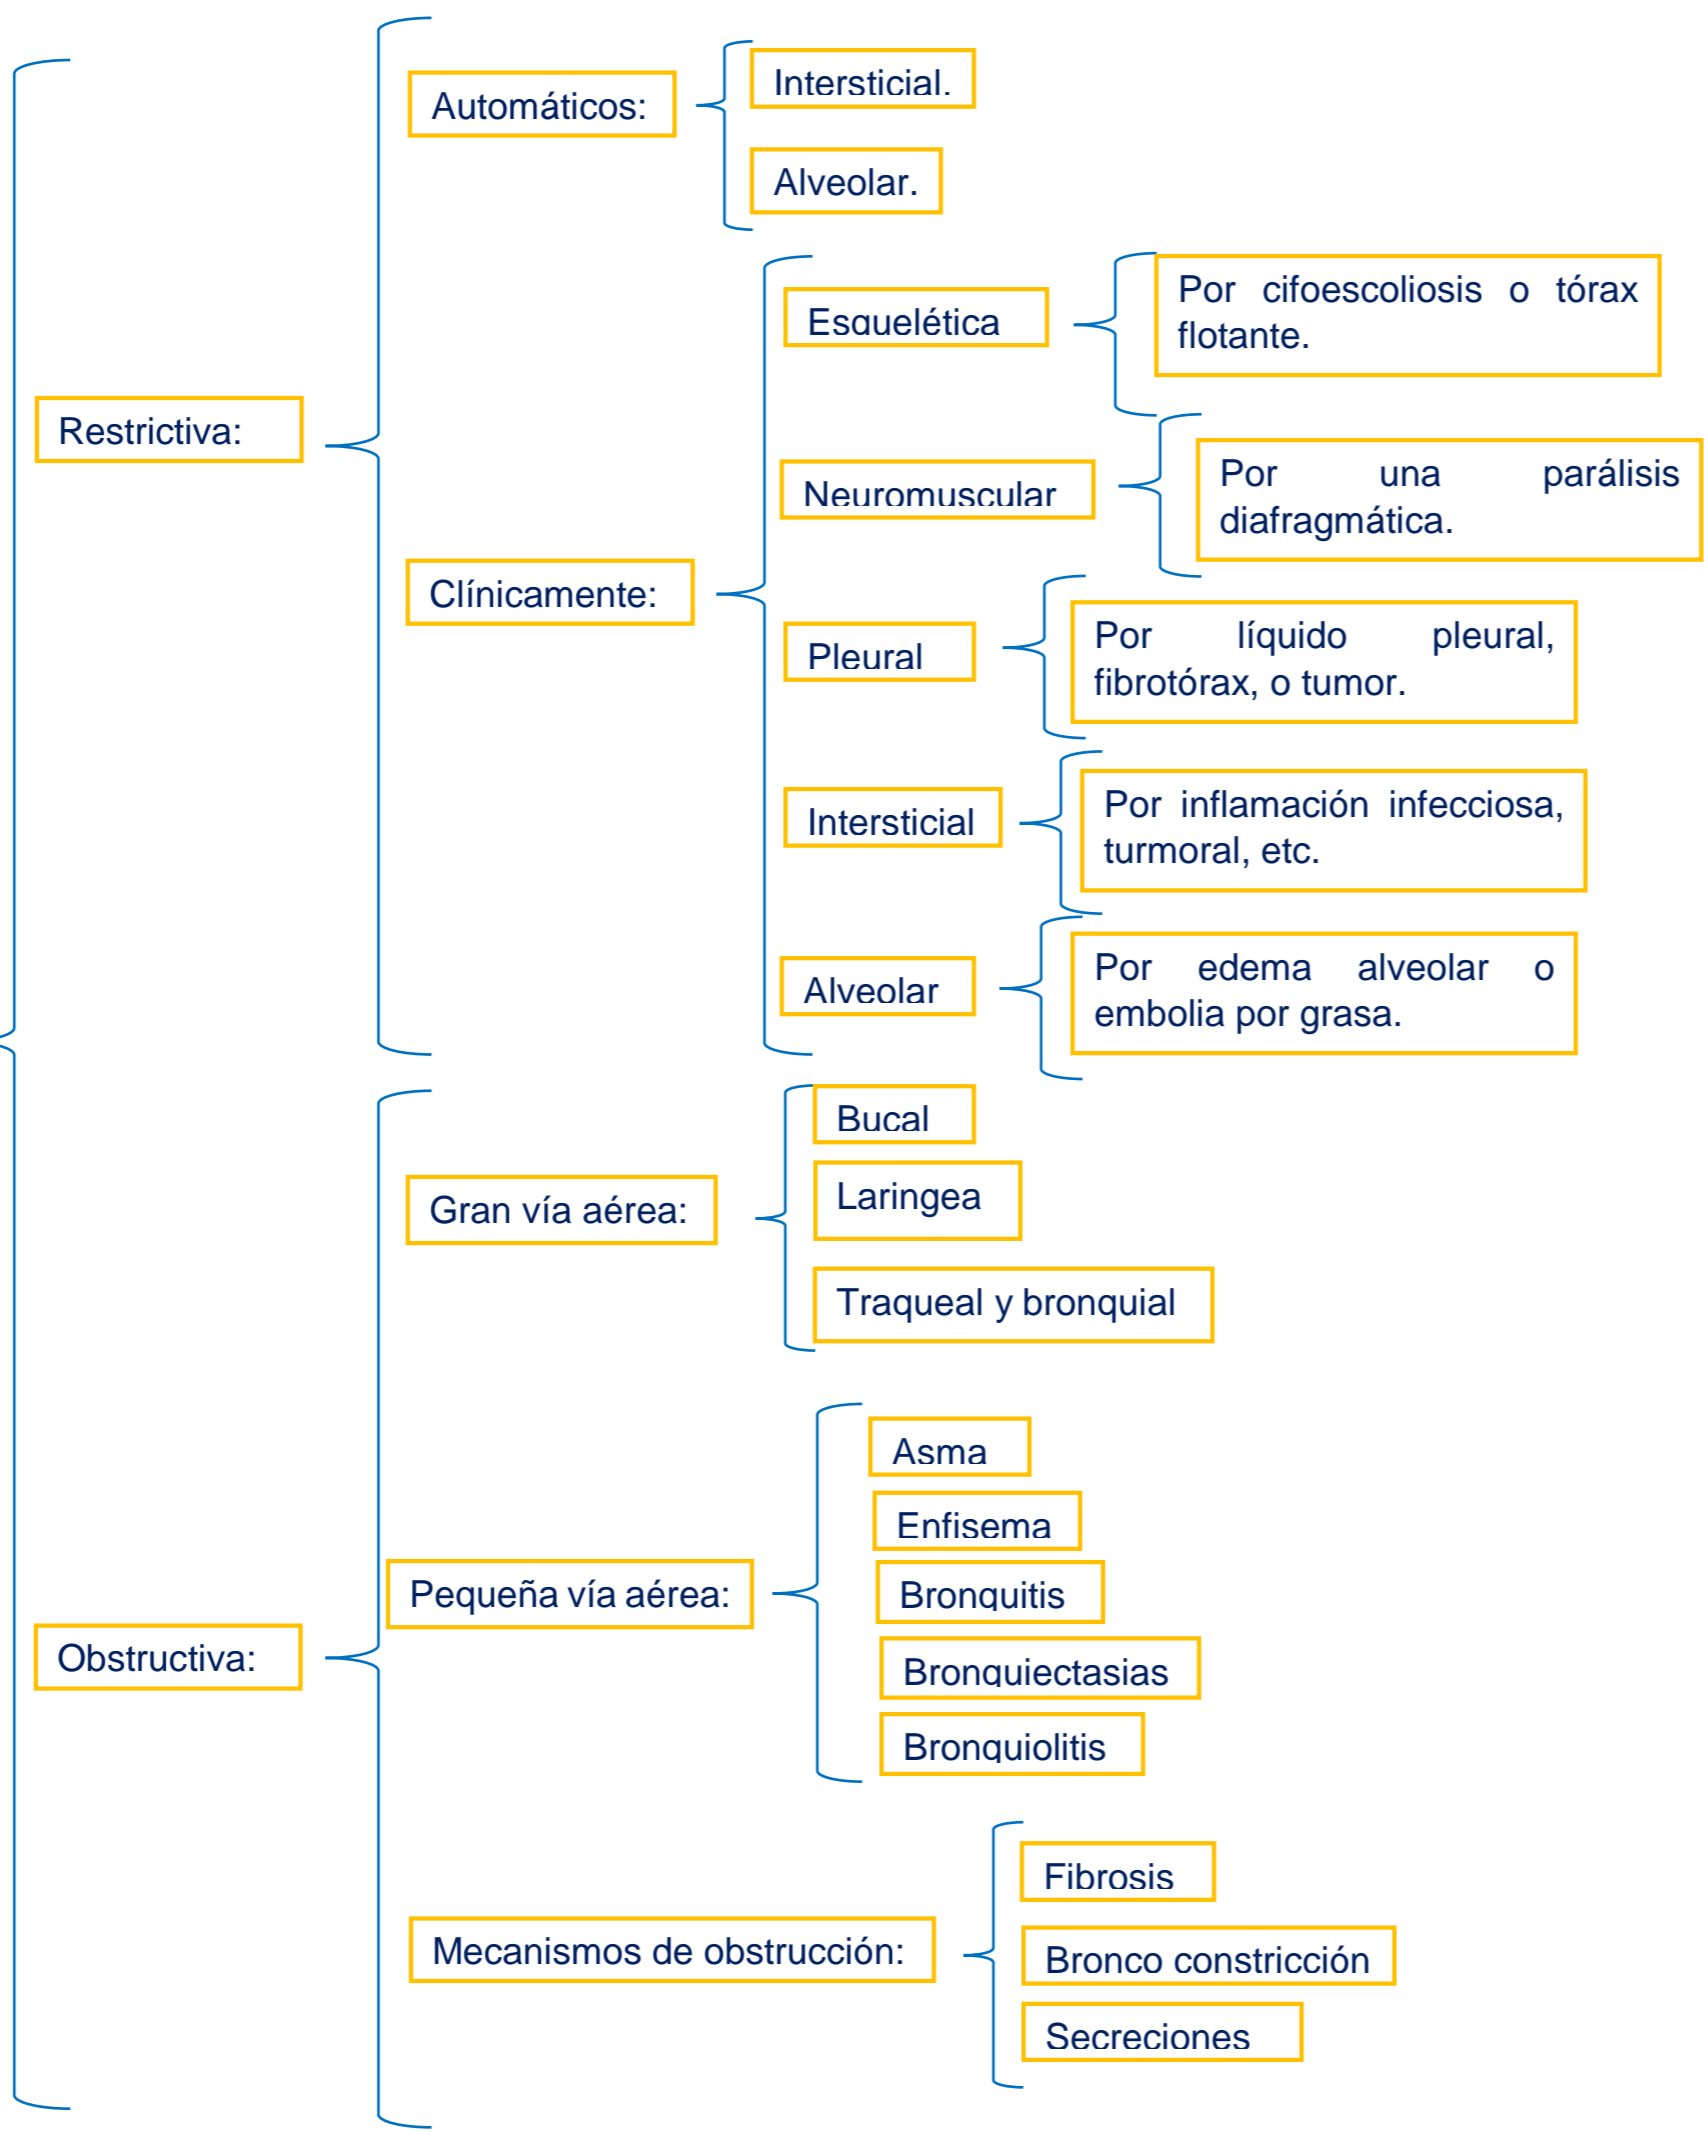 Restrictiva:
Automáticos:
Intersticial.
Alveolar.
Clínicamente:
Esquelética
Por cifoescoliosis o tórax
flotante.
Neuromuscular
Por una parálisis
diafragmática.
Pleural
Por líquido pleural,
fibrotórax, o tumor.
Intersticial
Por inflamación infecciosa,
turmoral, etc.
Alveolar
Por edema alveolar o
embolia por grasa.
Obstructiva:
Gran vía aérea:
Bucal
Laringea
Traqueal y bronquial
Pequeña vía aérea:
Asma
Enfisema
Bronquitis
Bronquiectasias
Bronquiolitis
Mecanismos de obstrucción:
Fibrosis
Bronco constricción
Secreciones